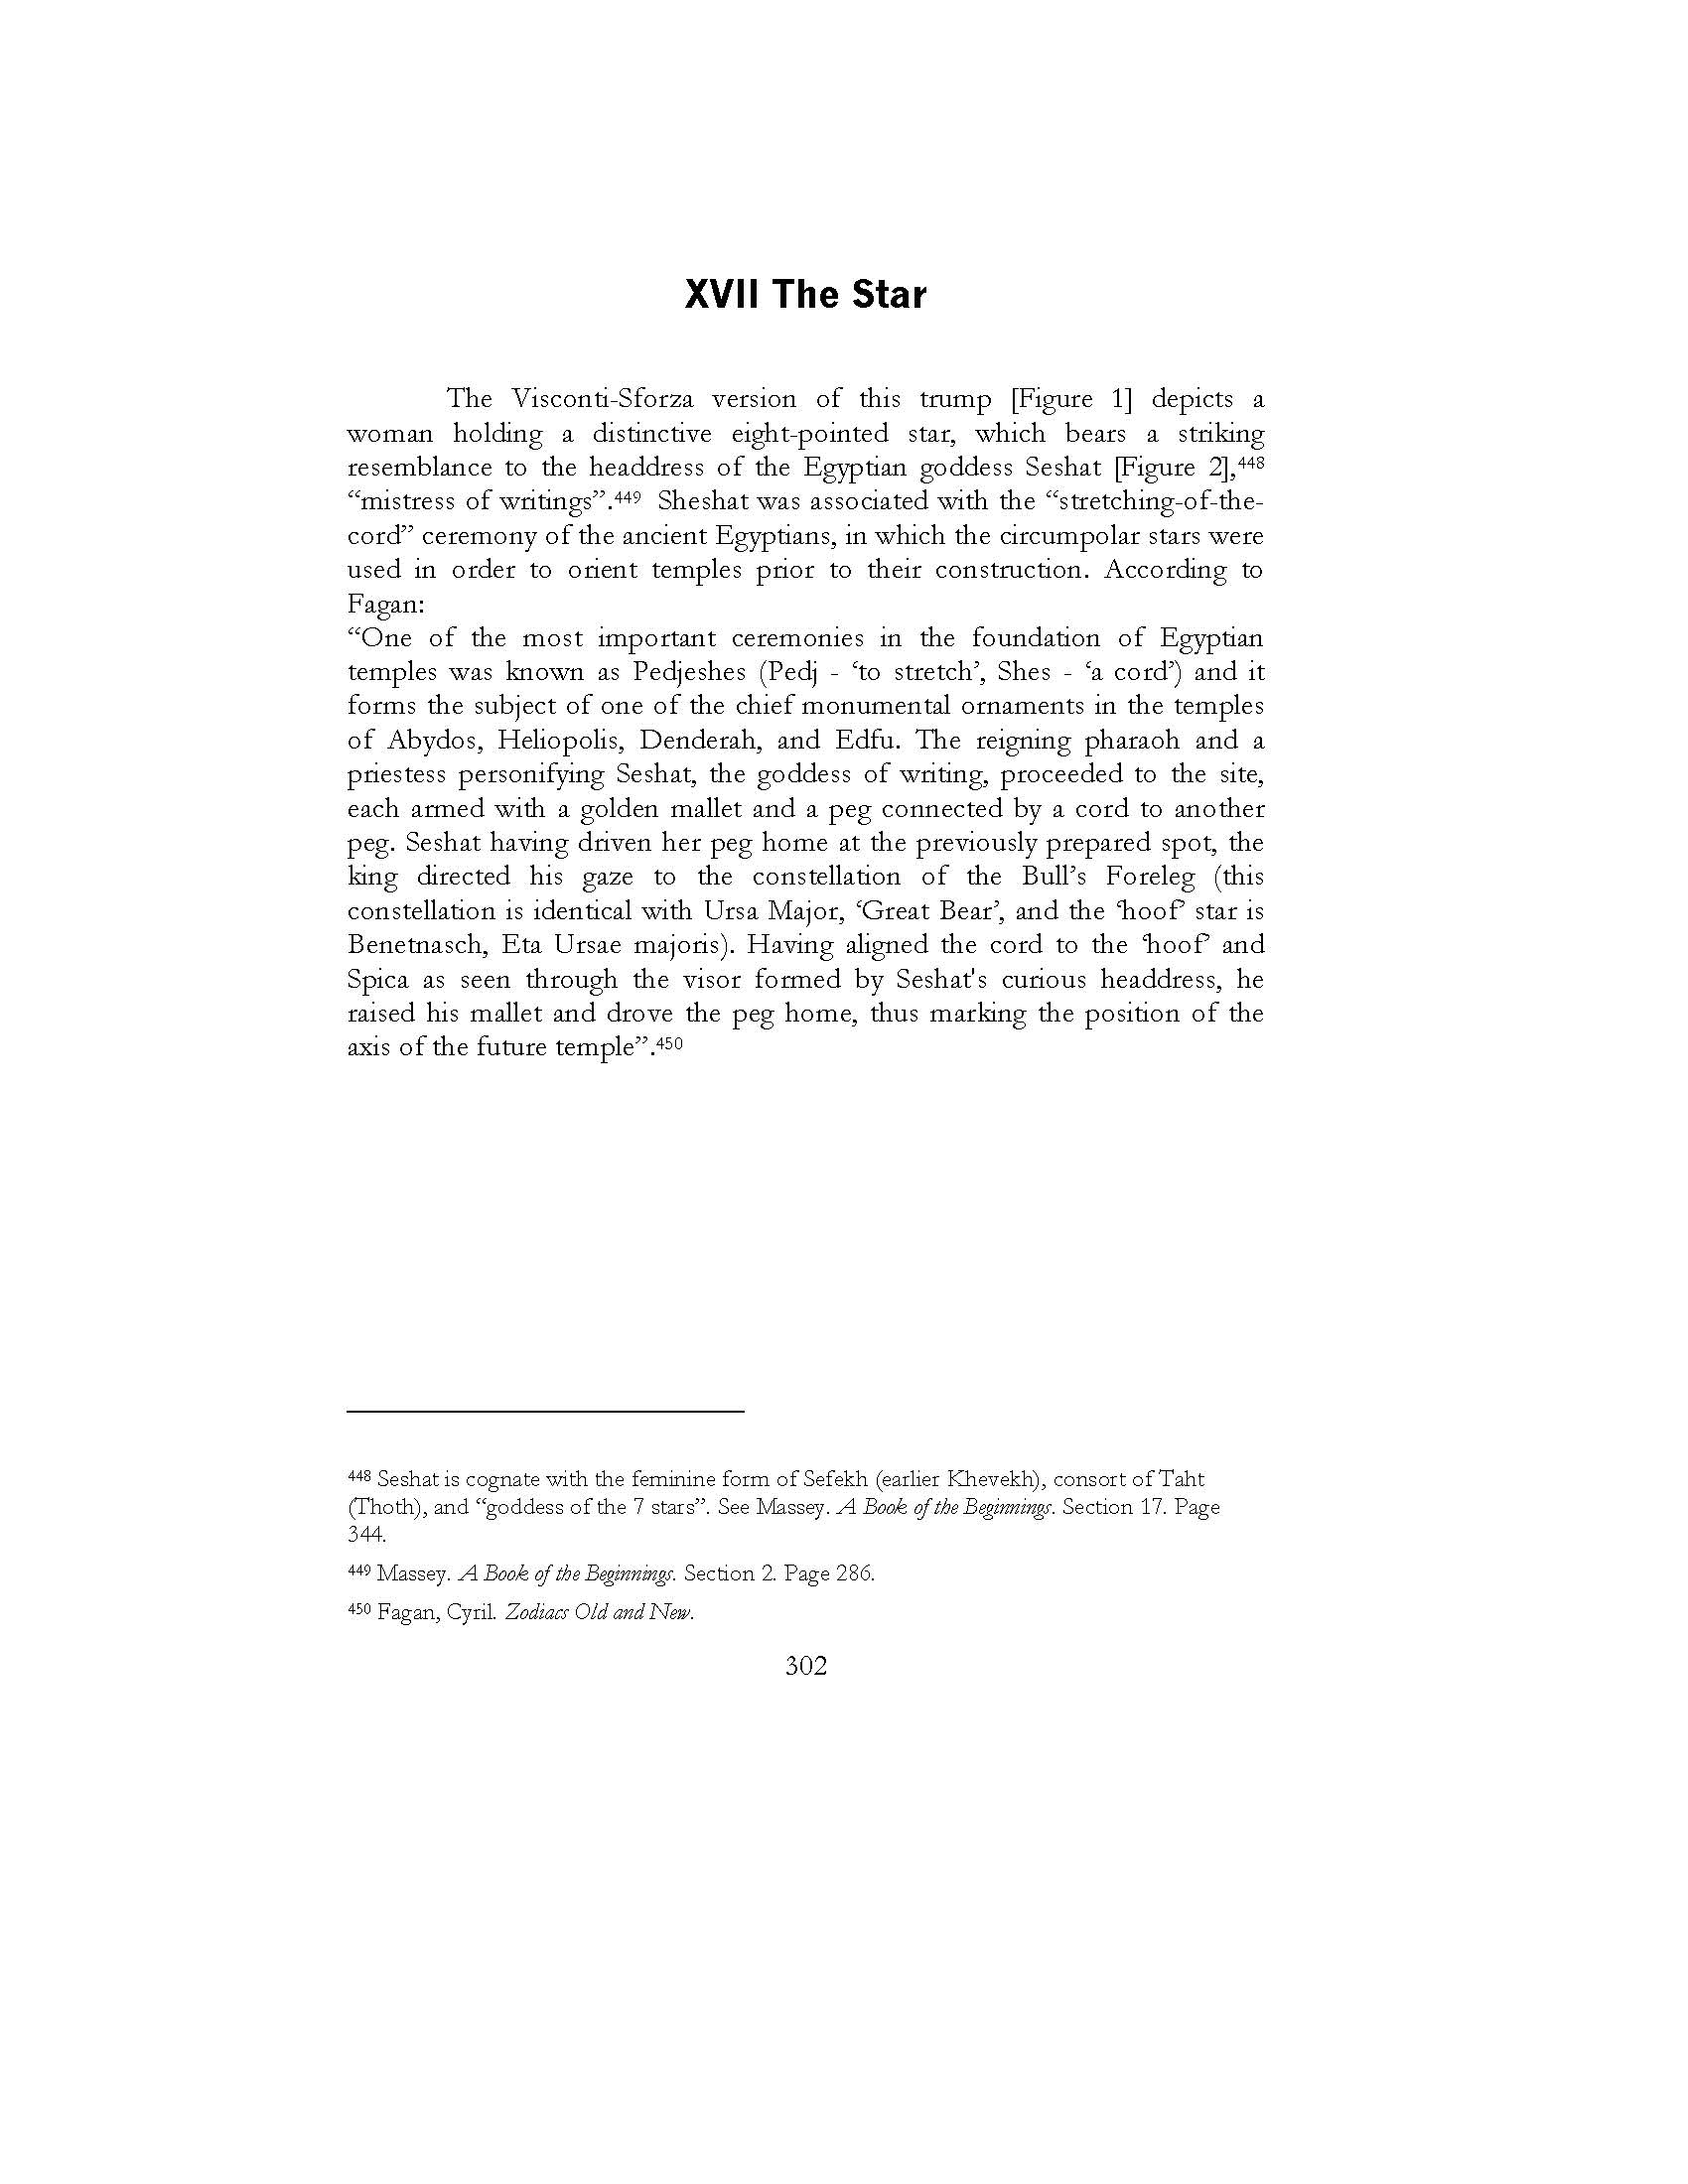 XVII The Star
The Visconti-Sforza version of this trump [Figure 1] depicts a
woman holding a distinctive eight-pointed star, which bears a striking
resemblance to the headdress of the Egyptian goddess Seshat [Figure 2],448
“mistress of writings”.449 Sheshat was associated with the “stretching-of-the-
cord” ceremony of the ancient Egyptians, in which the circumpolar stars were
used in order to orient temples prior to their construction. According to
Fagan:
“One of the most important ceremonies in the foundation of Egyptian
temples was known as Pedjeshes (Pedj - ‘to stretch’, Shes - ‘a cord’) and it
forms the subject of one of the chief monumental ornaments in the temples
of Abydos, Heliopolis, Denderah, and Edfu. The reigning pharaoh and a
priestess personifying Seshat, the goddess of writing, proceeded to the site,
each armed with a golden mallet and a peg connected by a cord to another
peg. Seshat having driven her peg home at the previously prepared spot, the
king directed his gaze to the constellation of the Bull’s Foreleg (this
constellation is identical with Ursa Major, ‘Great Bear’, and the ‘hoof’ star is
Benetnasch, Eta Ursae majoris). Having aligned the cord to the ‘hoof’ and
Spica as seen through the visor formed by Seshat's curious headdress, he
raised his mallet and drove the peg home, thus marking the position of the
axis of the future temple”.450
448 Seshat is cognate with the feminine form of Sefekh (earlier Khevekh), consort of Taht
(Thoth), and “goddess of the 7 stars”. See Massey. A Book of the Beginnings. Section 17. Page
344.
449 Massey. A Book of the Beginnings. Section 2. Page 286.
450 Fagan, Cyril. Zodiacs Old and New.
302